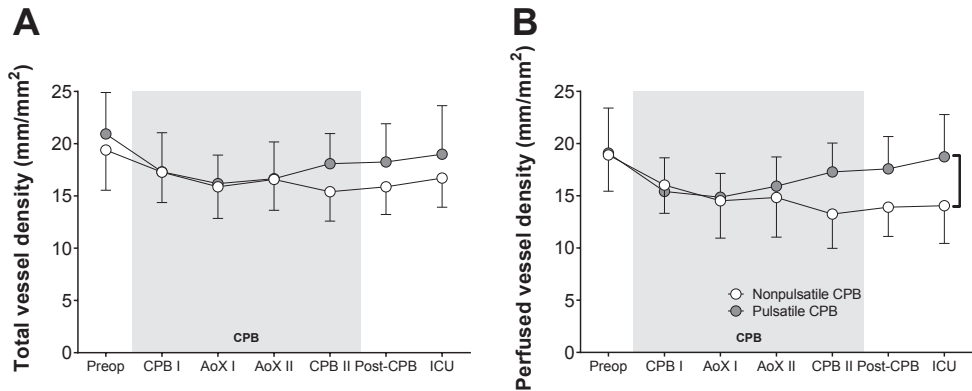 A
Total vessel density (mm/mm²)
25
20
15
10
5
0
CPB
Preop CPB I AoX I AoX II CPB II Post-CPB ICU
B
Perfused vessel density (mm/mm²)
25
20
15
10
5
0
Nonpulsatile CPB
Pulsatile CPB
CPB
Preop CPB I AoX I AoX II CPB II Post-CPB ICU